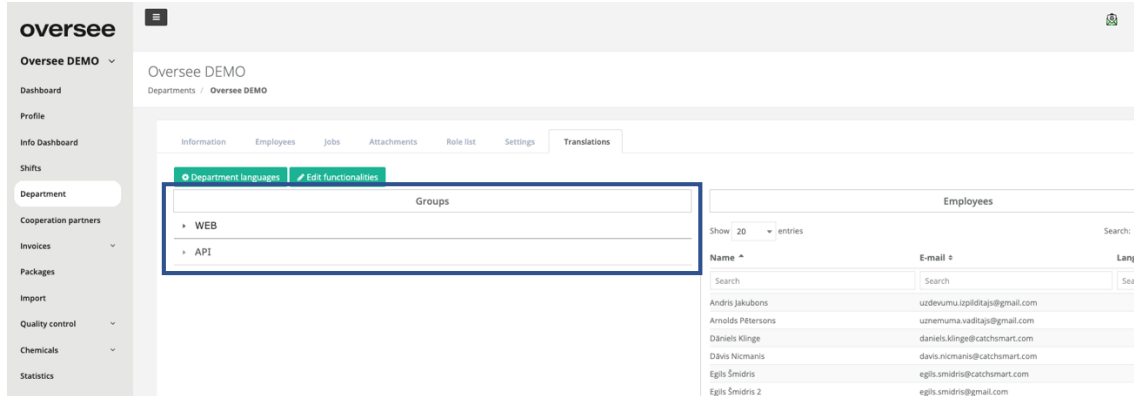 oversee
Oversee DEMO
Dashboard
Profile
Info Dashboard
Shifts
Department
Cooperation partners
Invoices
Packages
Import
Quality control
Chemicals
Statistics
Oversee DEMO
Departments / Oversee DEMO
Information Employees Jobs Attachments Role list Settings Translations
Department languages Edit functionalities
Groups
WEB
API
Employees
Show 20 entries Search:
Name E-mail Lang
Search Search Sea
Andris Jakubons uzdevumu.izpilditajs@gmail.com
Arnolds Pētersons uznemuma.vaditajs@gmail.com
Dāniels Klinge daniels.klinge@catchsmart.com
Dāvis Nicmanis davis.nicmanis@catchsmart.com
Egils Šmidris egils.smidris@catchsmart.com
Egils Šmidris 2 egils.smidris@gmail.com